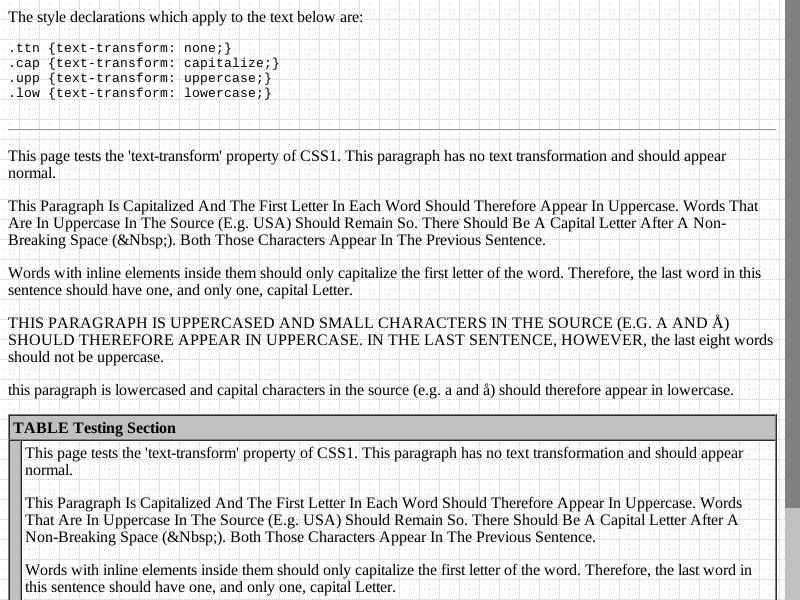 The style declarations which apply to the text below are:
.ttn {text-transform: none;}
.cap {text-transform: capitalize;}
.upp {text-transform: uppercase;}
.low {text-transform: lowercase;}
This page tests the 'text-transform' property of CSS1. This paragraph has no text transformation and should appear
normal.
This Paragraph Is Capitalized And The First Letter In Each Word Should Therefore Appear In Uppercase. Words That
Are In Uppercase In The Source (E.g. USA) Should Remain So. There Should Be A Capital Letter After A Non-
Breaking Space (&Nbsp;). Both Those Characters Appear In The Previous Sentence.
Words with inline elements inside them should only capitalize the first letter of the word. Therefore, the last word in this
sentence should have one, and only one, capital Letter.
THIS PARAGRAPH IS UPPERCASED AND SMALL CHARACTERS IN THE SOURCE (E.G. A AND Å)
SHOULD THEREFORE APPEAR IN UPPERCASE. IN THE LAST SENTENCE, HOWEVER, the last eight words
should not be uppercase.
this paragraph is lowercased and capital characters in the source (e.g. a and å) should therefore appear in lowercase.
TABLE Testing Section
This page tests the 'text-transform' property of CSS1. This paragraph has no text transformation and should appear
normal.
This Paragraph Is Capitalized And The First Letter In Each Word Should Therefore Appear In Uppercase. Words
That Are In Uppercase In The Source (E.g. USA) Should Remain So. There Should Be A Capital Letter After A
Non-Breaking Space (&Nbsp;). Both Those Characters Appear In The Previous Sentence.
Words with inline elements inside them should only capitalize the first letter of the word. Therefore, the last word in
this sentence should have one, and only one, capital Letter.